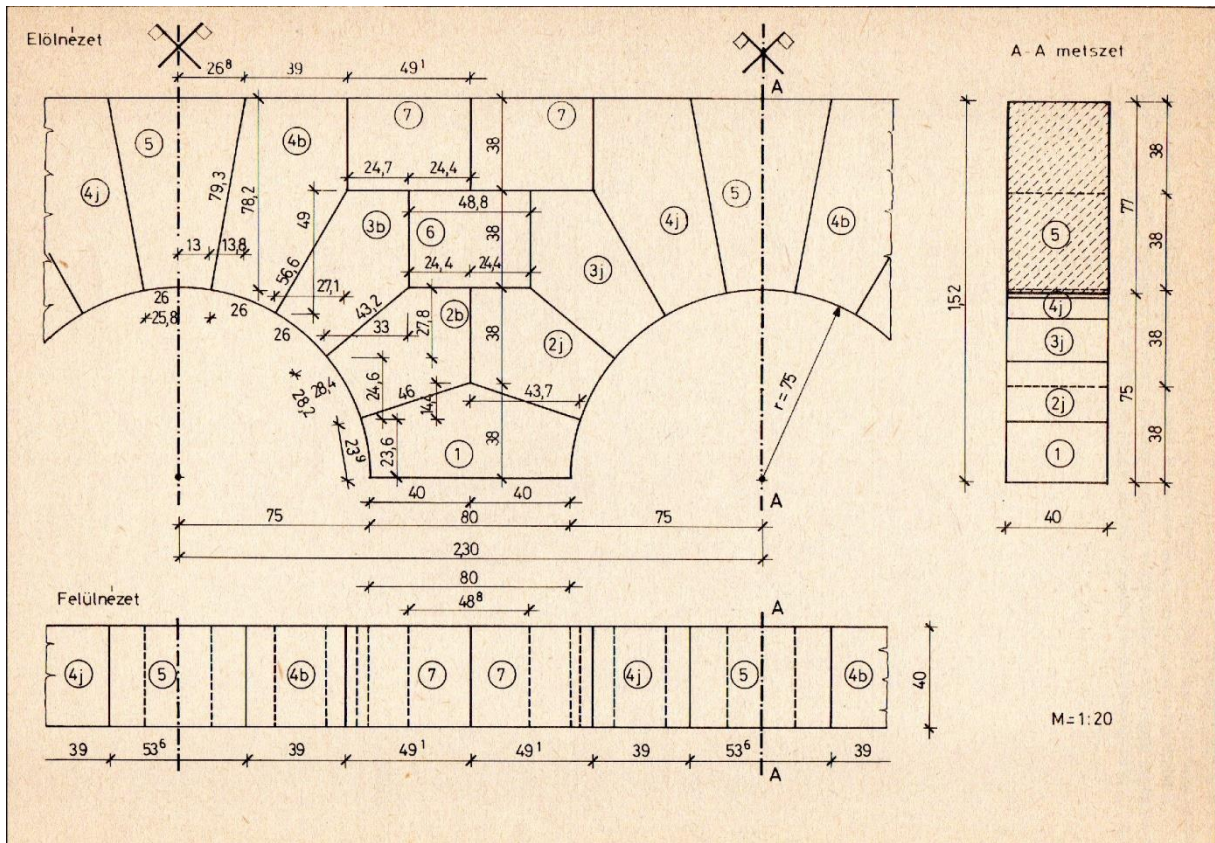 Elölnézet
A-A metszet
26⁸ 39 49¹
A
7 7
5 4b 5 4b
4j 4j
38
24,7 24,4
48,8
79,3 78,2
49
3b 6
38
13 13,8
24,4 24,4
3j
56,6 27,1
26 26 26
25,8
43,2 33 27,8
2b 2j
38
28,4 28,2
24,6 46 14,4
43,7
r=75
23⁹ 23,6
1
38
40 40
A
75 80 75
230
1,52
38
77
38
5
4j
3j
2j
1
75
38
38
40
Felülnézet
80
48⁸
A
4j 5 4b 7 7 4j 5 4b
40
39 53⁶ 39 49¹ 49¹ 39 53⁶ 39
A
M=1:20